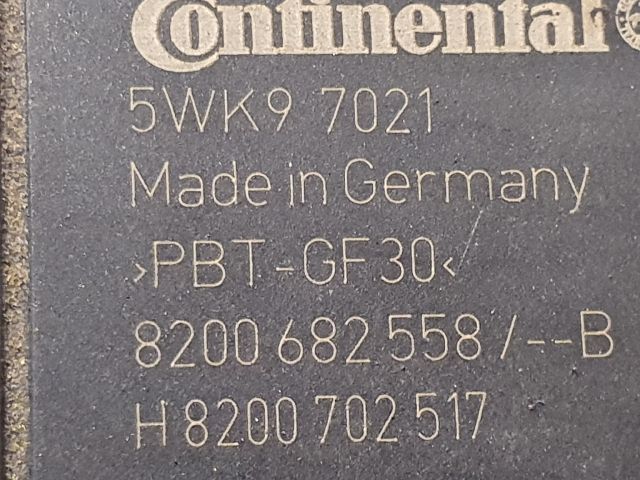 Continental
5WK9 7021
Made in Germany
>PBT-GF30<
8200 682 558 /--B
H 8200 702 517